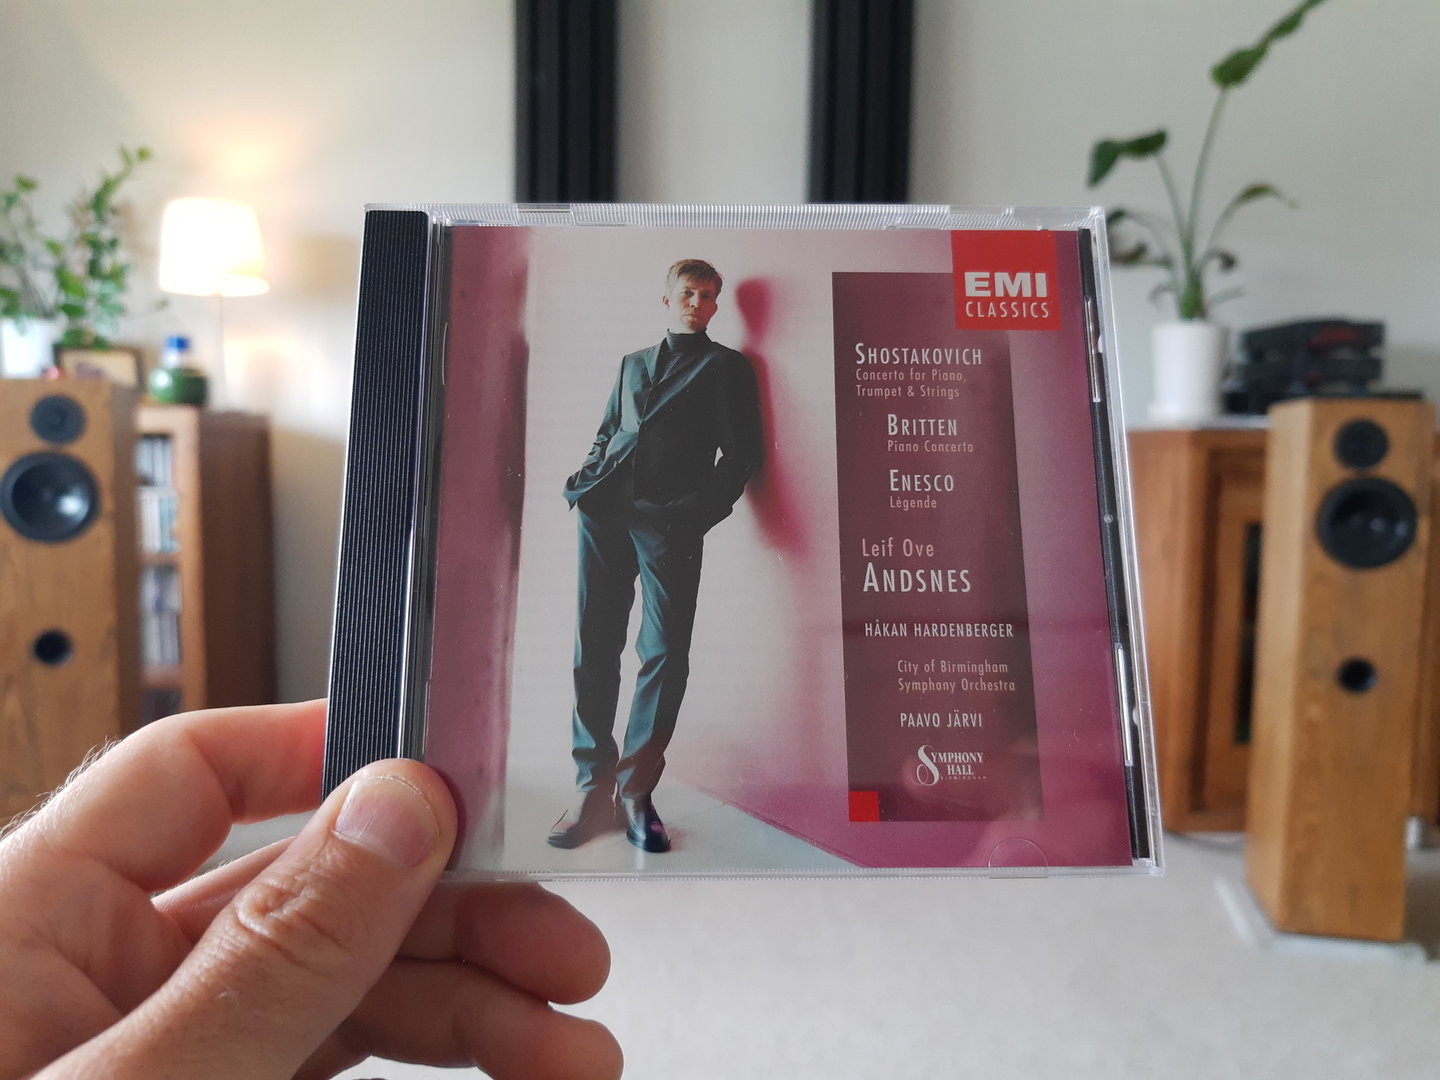 EMI
CLASSICS
SHOSTAKOVICH
Concerto for Piano,
Trumpet & Strings
BRITTEN
Piano Concerto
ENESCO
Légende
Leif Ove
ANDSNES
HÅKAN HARDENBERGER
City of Birmingham
Symphony Orchestra
PAAVO JÄRVI
SYMPHONY
HALL
BIRMINGHAM